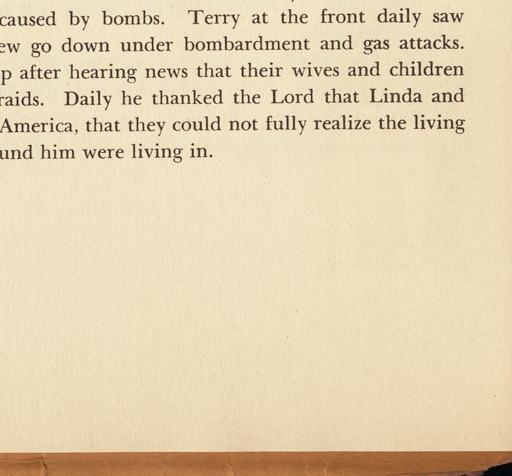 caused by bombs. Terry at the front daily saw
ew go down under bombardment and gas attacks.
p after hearing news that their wives and children
raids. Daily he thanked the Lord that Linda and
America, that they could not fully realize the living
und him were living in.